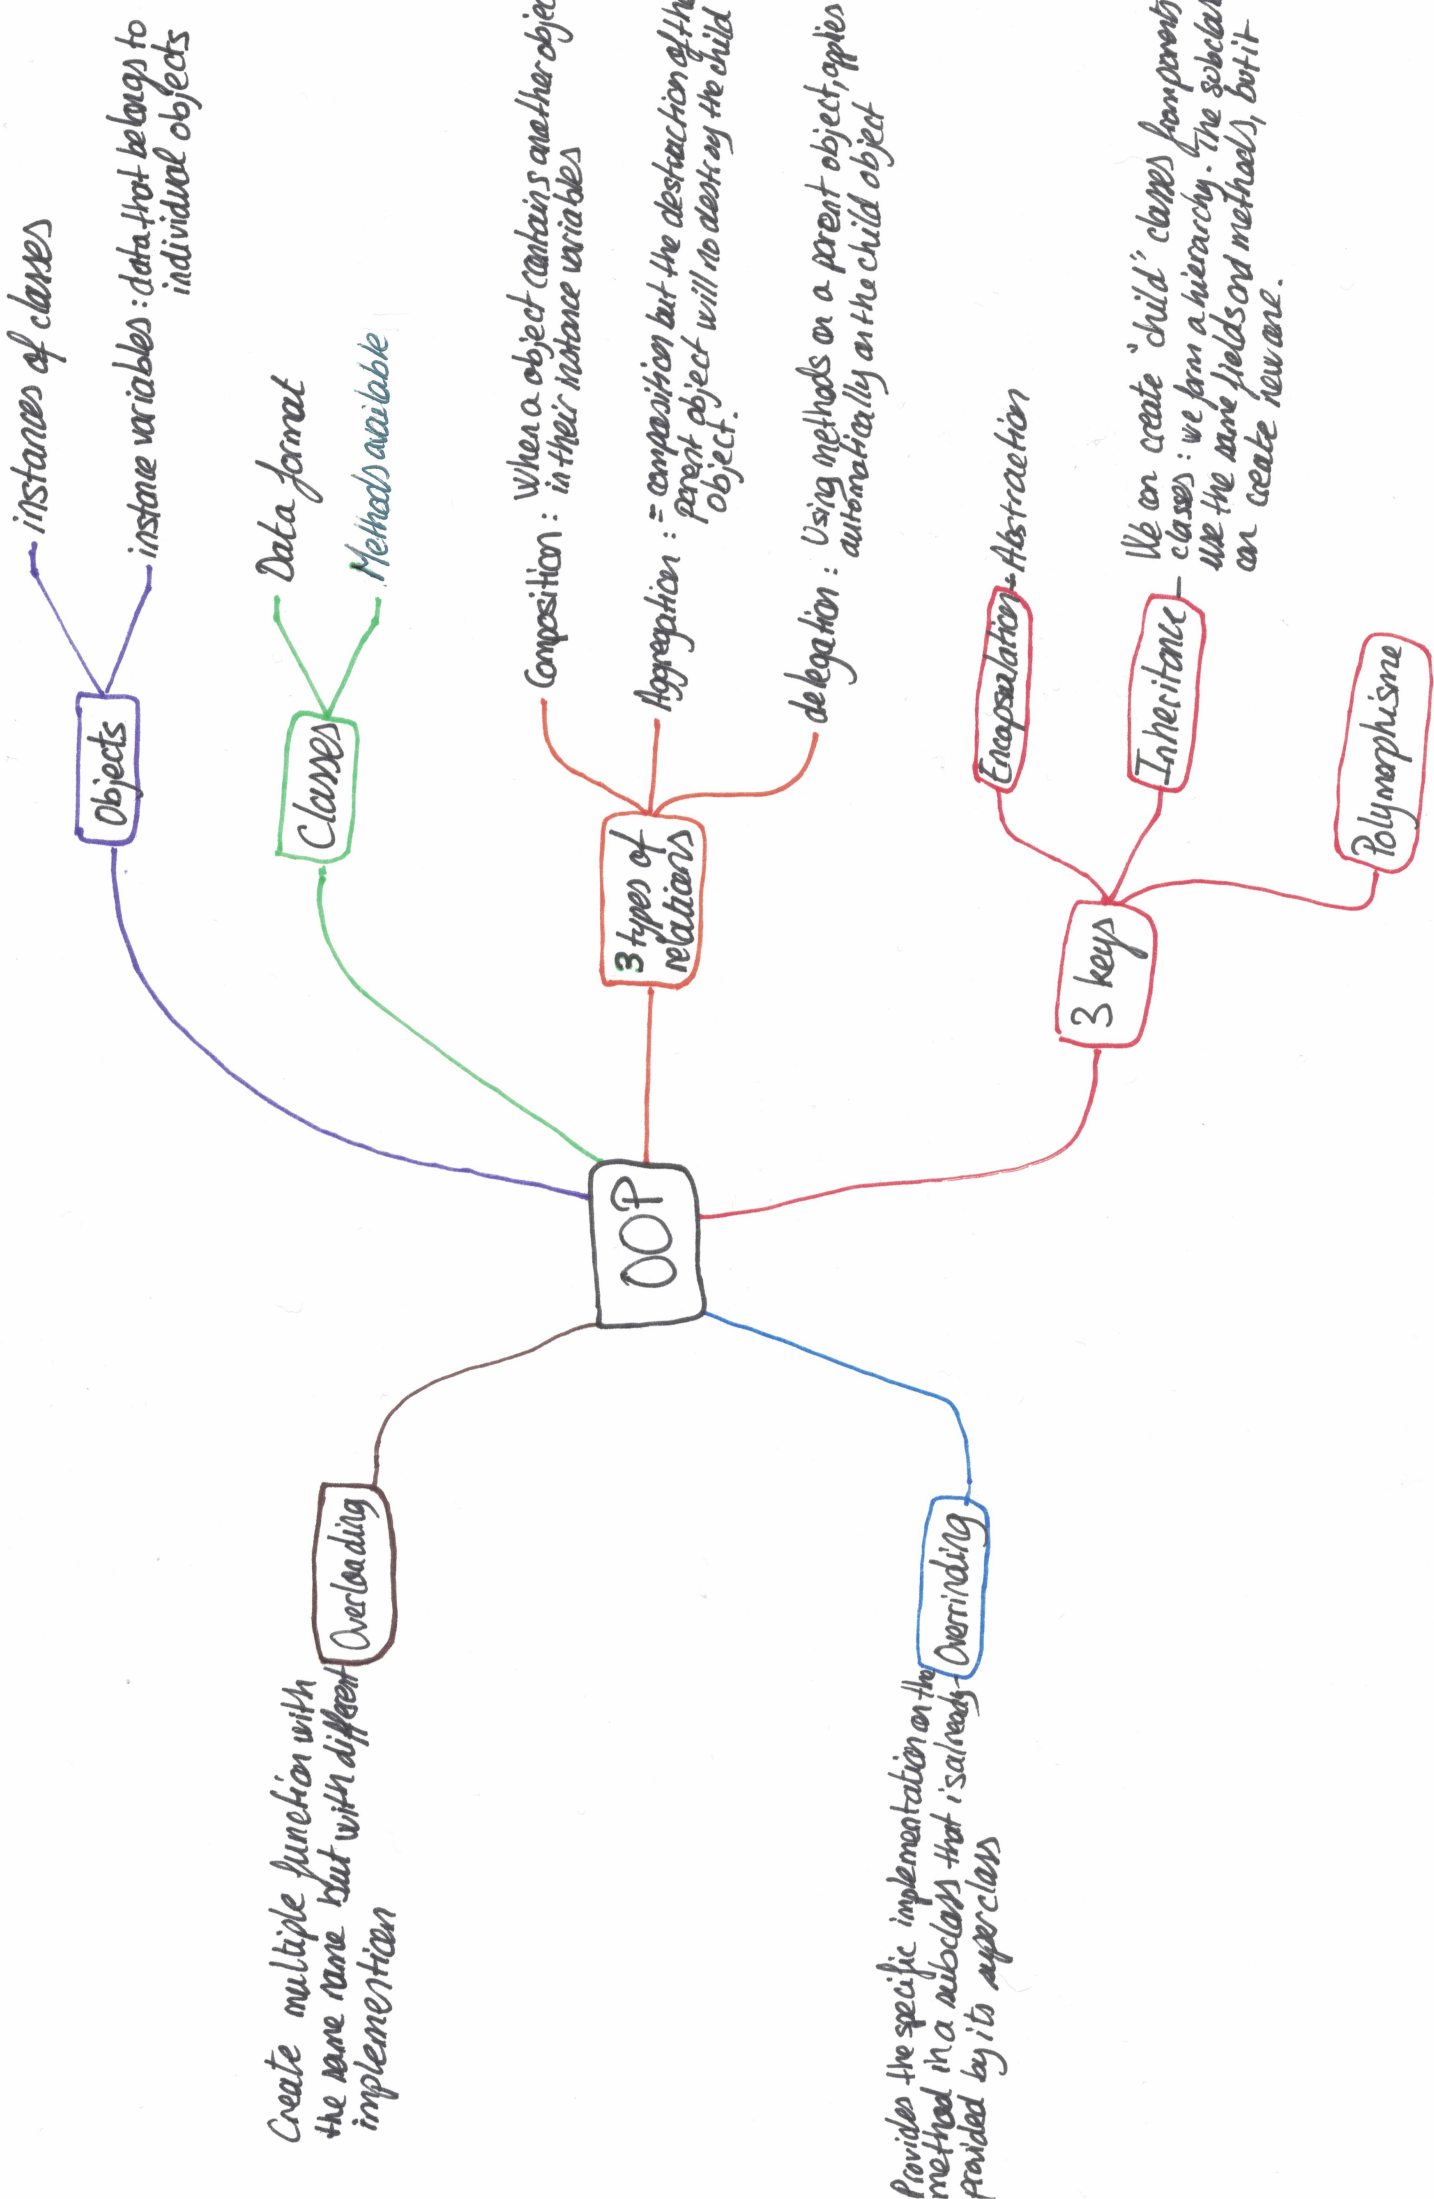 instances of classes
instane variables : data that belongs to
individual objects
Objects
Data format
Methods available
Classes
Composition : When a object contains another objec
in their instance variables
Aggregation : = composition but the destruction of the
parent object will no destroy the child
object.
delegation : Using methods on a parent object, applies
automatically on the child object
3 types of
relations
Encapsulation - Abstraction
Inheritance - We can create "child" classes from parents
classes : we form a hierarchy. The subclas
use the same fields and methods, but it
can create new one.
Polymorphisme
3 keys
OOP
Overloading
Create multiple function with
the same name but with different
implemention
Overrinding
Provides the specific implementation on the
method in a subclass that is already
provided by its superclass